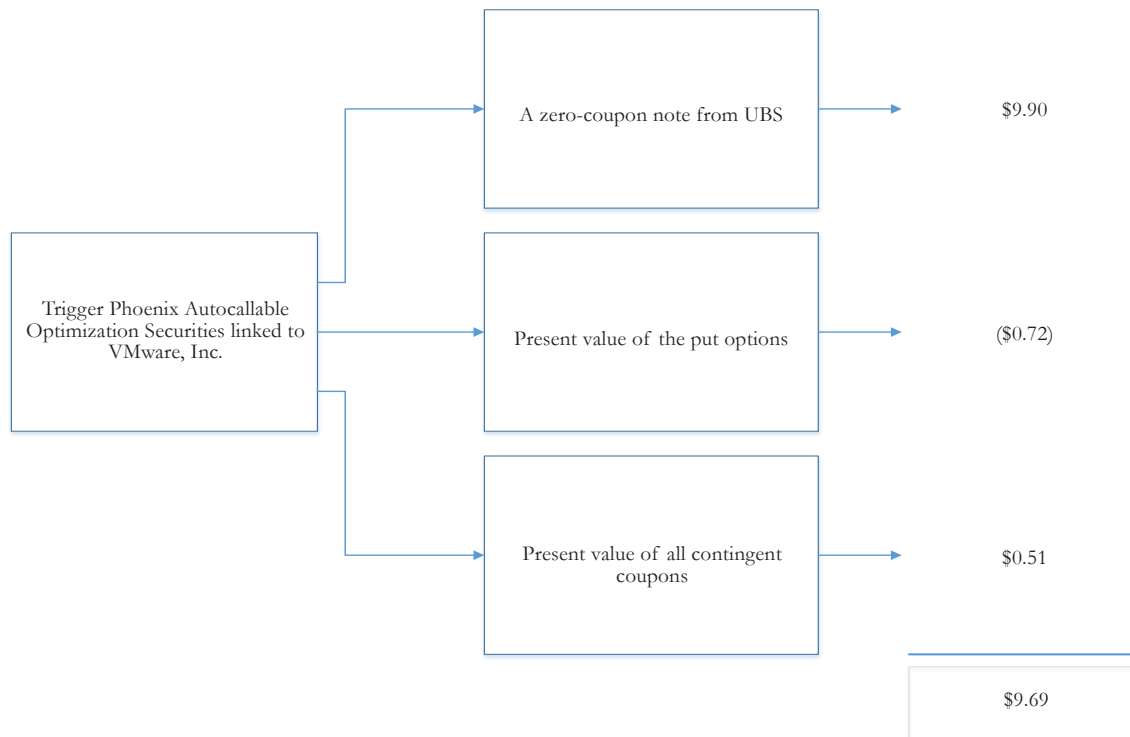 A zero-coupon note from UBS
$9.90
Trigger Phoenix Autocallable
Optimization Securities linked to
VMware, Inc.
Present value of the put options
($0.72)
Present value of all contingent
coupons
$0.51
$9.69